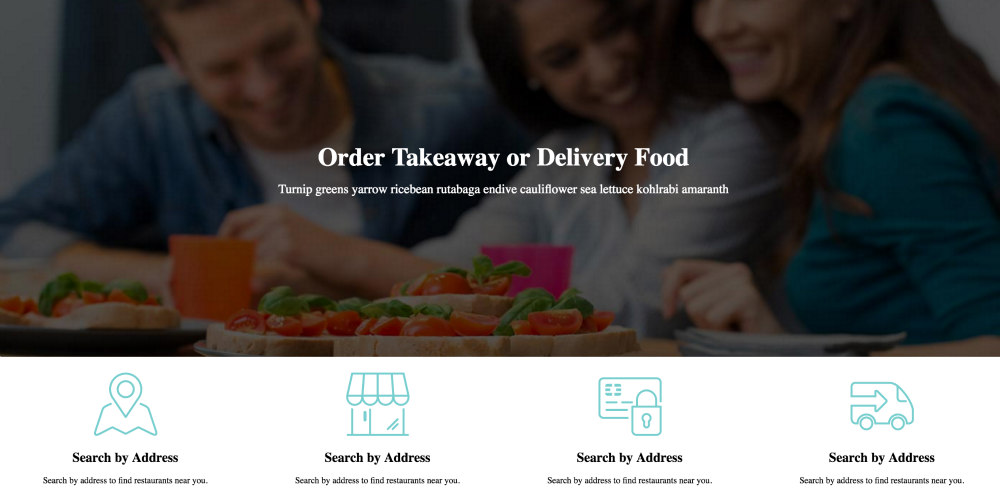 Order Takeaway or Delivery Food
Turnip greens yarrow ricebean rutabaga endive cauliflower sea lettuce kohlrabi amaranth
Search by Address
Search by address to find restaurants near you.
Search by Address
Search by address to find restaurants near you.
Search by Address
Search by address to find restaurants near you.
Search by Address
Search by address to find restaurants near you.